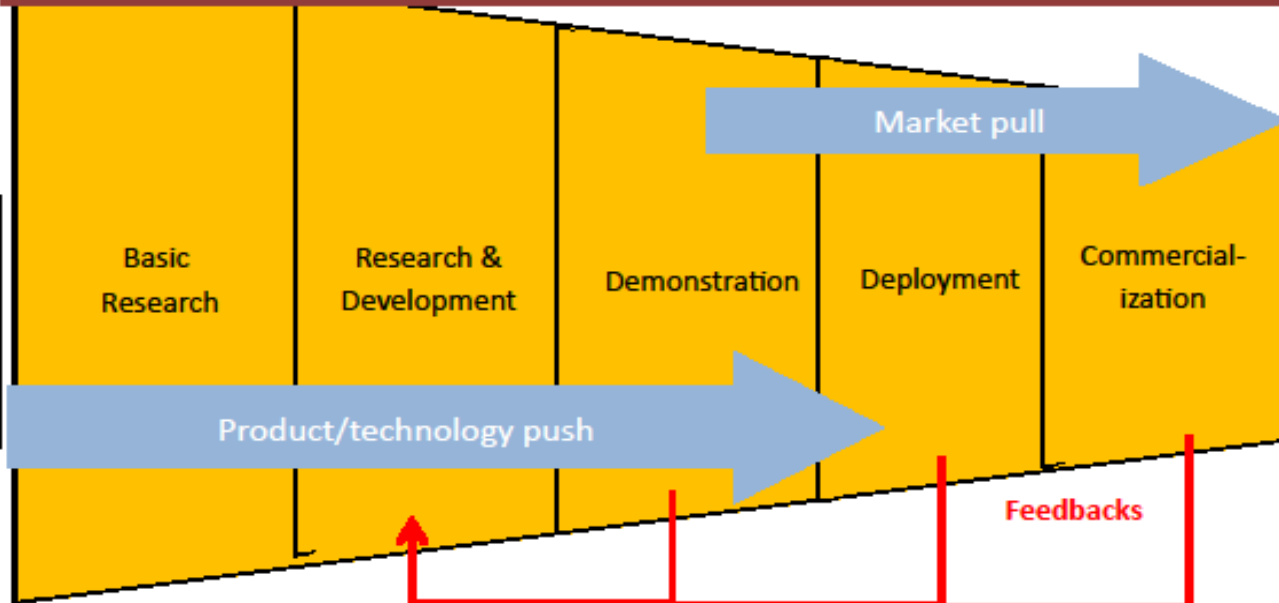 Market pull
Basic
Research
Research &
Development
Demonstration
Deployment
Commercial-
ization
Product/technology push
Feedbacks